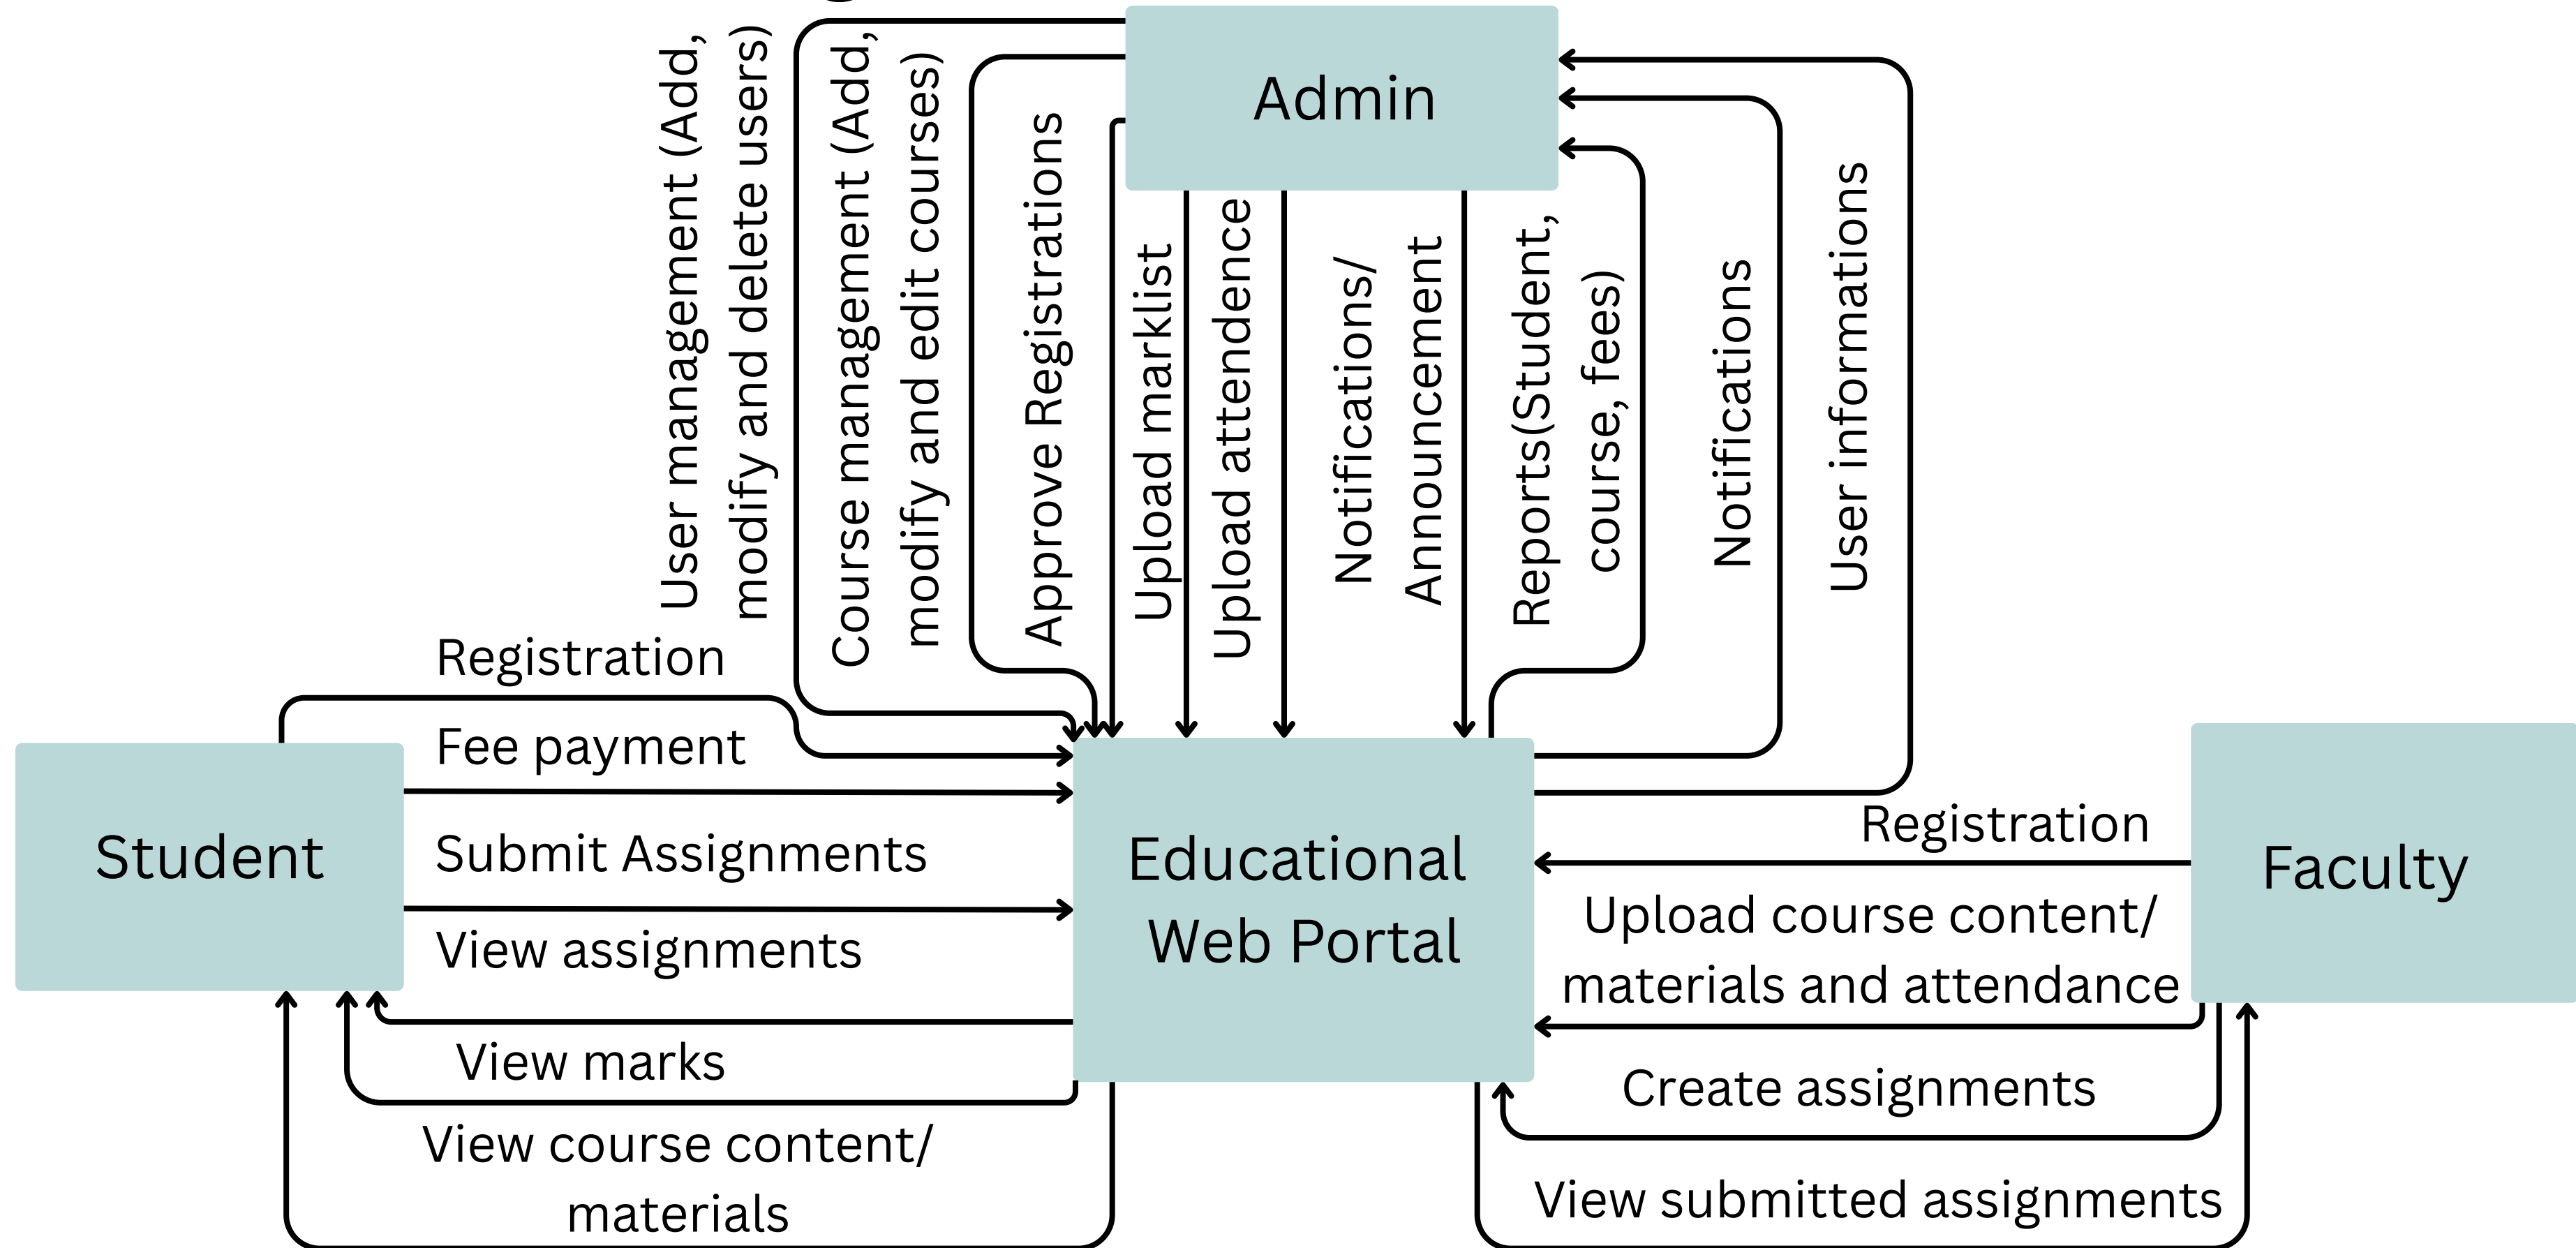 User management (Add,
modify and delete users)
Course management (Add,
modify and edit courses)
Approve Registrations
Upload marklist
Upload attendence
Notifications/
Announcement
Reports(Student,
course, fees)
Notifications
User informations
Admin
Registration
Fee payment
Submit Assignments
View assignments
View marks
View course content/
materials
Student
Educational
Web Portal
Registration
Upload course content/
materials and attendance
Create assignments
View submitted assignments
Faculty